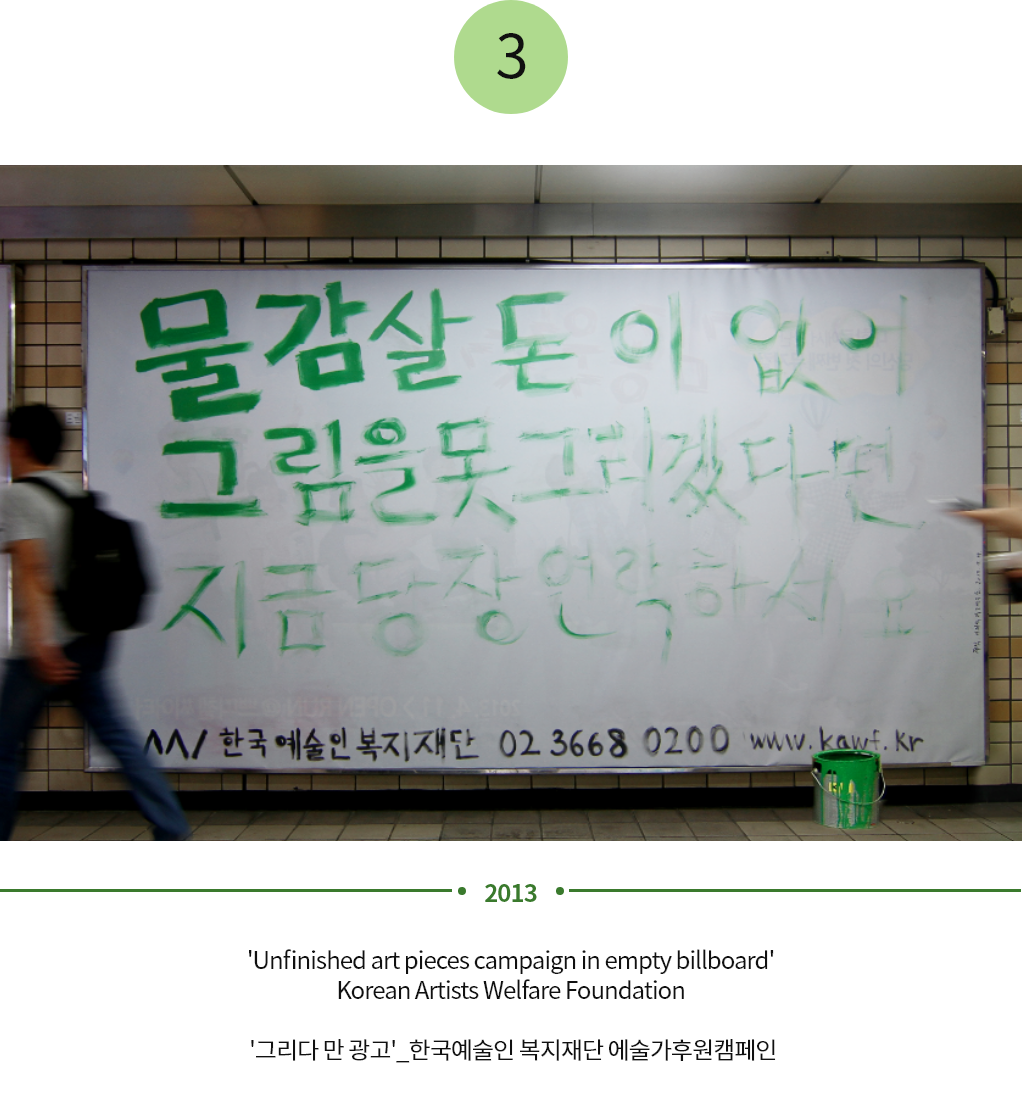 3
물감살 돈이 없어
그림을 못 그리겠다면
지금 당장 연락하서요
한국예술인복지재단 02 3668 0200 www.kawf.kr
2013
'Unfinished art pieces campaign in empty billboard'
Korean Artists Welfare Foundation
'그리다 만 광고'_한국예술인 복지재단 예술가후원캠페인